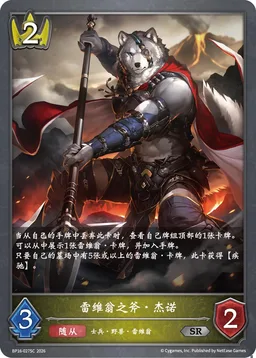 2
当从自己的手牌中丢弃此卡时，查看自己牌组顶部的1张卡牌。
可以从中展示1张雷维翁·卡牌，并加入手牌。
只要自己的墓场中有5张或以上的雷维翁·卡牌，此卡获得【疾驰】。
雷维翁之斧·杰诺
3
随从
士兵·野兽·雷维翁
SR
2
© Cygames, Inc. Published by NetEase Games